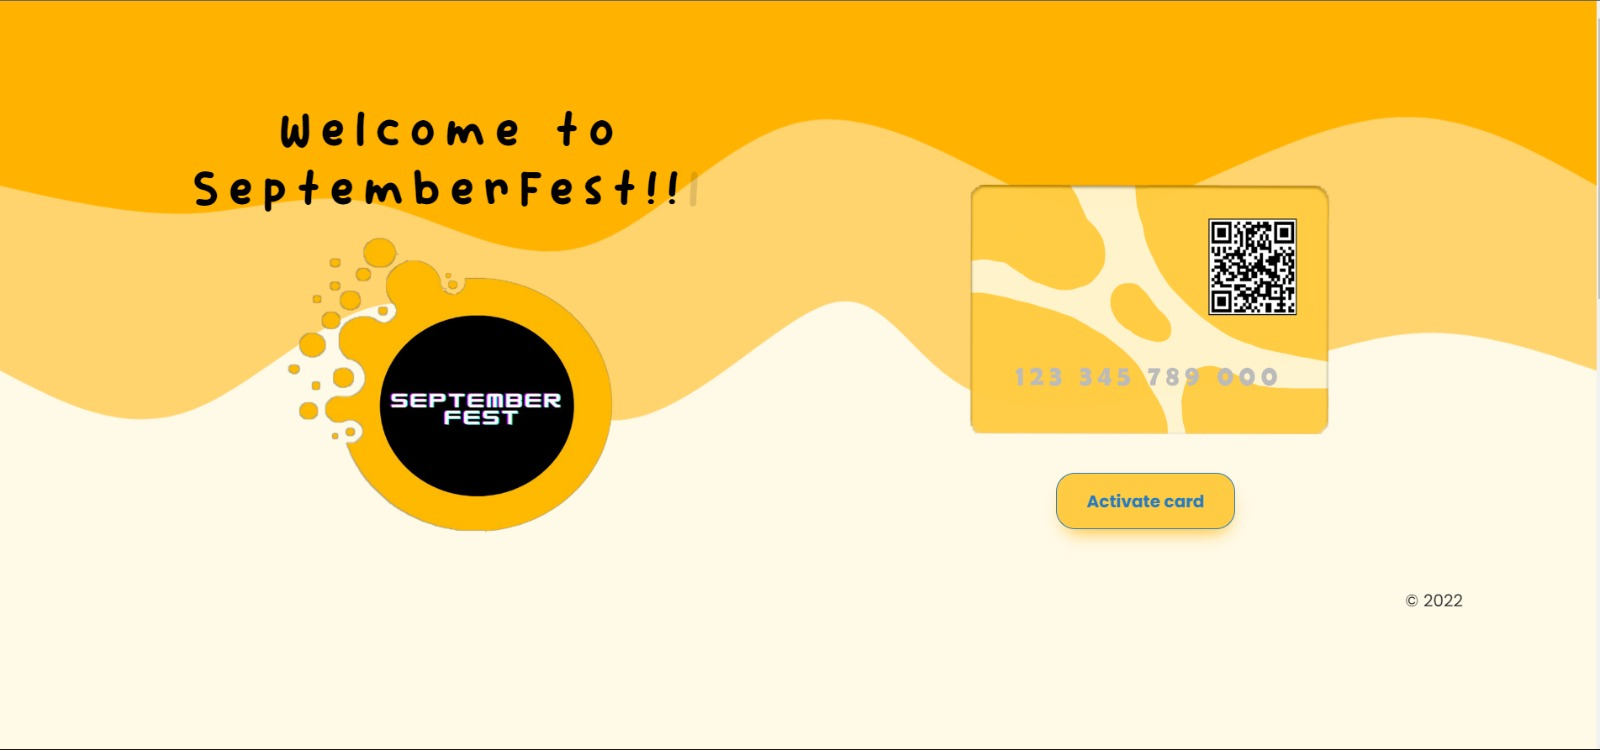 Welcome to
SeptemberFest!!
SEPTEMBER
FEST
123 345 789 000
Activate card
© 2022